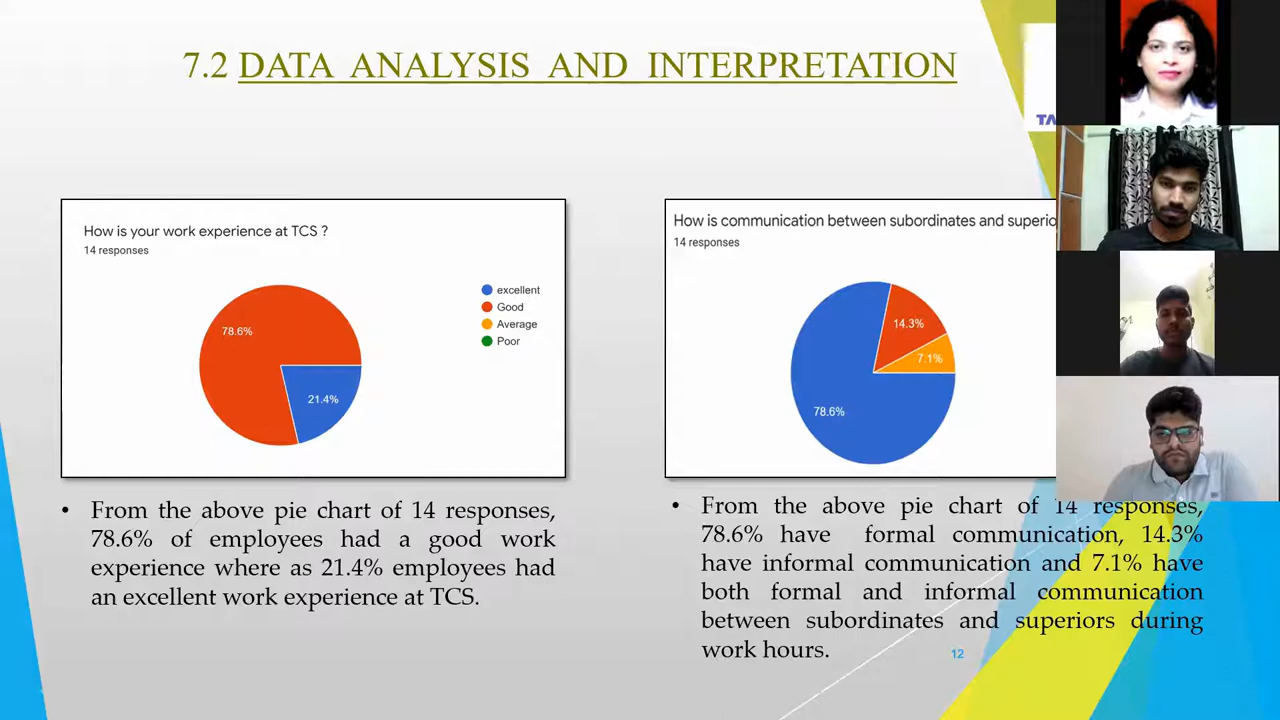 7.2 DATA ANALYSIS AND INTERPRETATION
How is your work experience at TCS ?
14 responses
78.6%
21.4%
excellent
Good
Average
Poor
From the above pie chart of 14 responses,
78.6% of employees had a good work
experience where as 21.4% employees had
an excellent work experience at TCS.
How is communication between subordinates and
14 responses
14.3%
7.1%
78.6%
From the above pie chart of 14 responses,
78.6% have formal communication, 14.3%
have informal communication and 7.1% have
both formal and informal communication
between subordinates and superiors during
work hours.
12